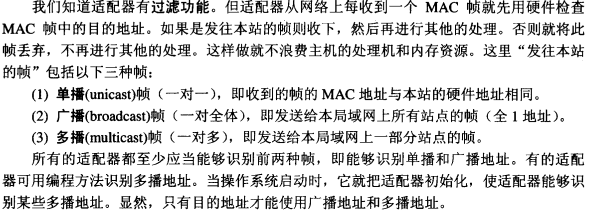 我们知道适配器有过滤功能。但适配器从网络上每收到一个 MAC 帧就先用硬件检查
MAC 帧中的目的地址。如果是发往本站的帧则收下，然后再进行其他的处理。否则就将此
帧丢弃，不再进行其他的处理。这样做就不浪费主机的处理机和内存资源。这里“发往本站
的帧”包括以下三种帧：
(1) 单播(unicast)帧（一对一），即收到的帧的 MAC 地址与本站的硬件地址相同。
(2) 广播(broadcast)帧（一对全体），即发送给本局域网上所有站点的帧（全 1 地址）。
(3) 多播(multicast)帧（一对多），即发送给本局域网上一部分站点的帧。
所有的适配器都至少应当能够识别前两种帧，即能够识别单播和广播地址。有的适配
器可用编程方法识别多播地址。当操作系统启动时，它就把适配器初始化，使适配器能够识
别某些多播地址。显然，只有目的地址才能使用广播地址和多播地址。